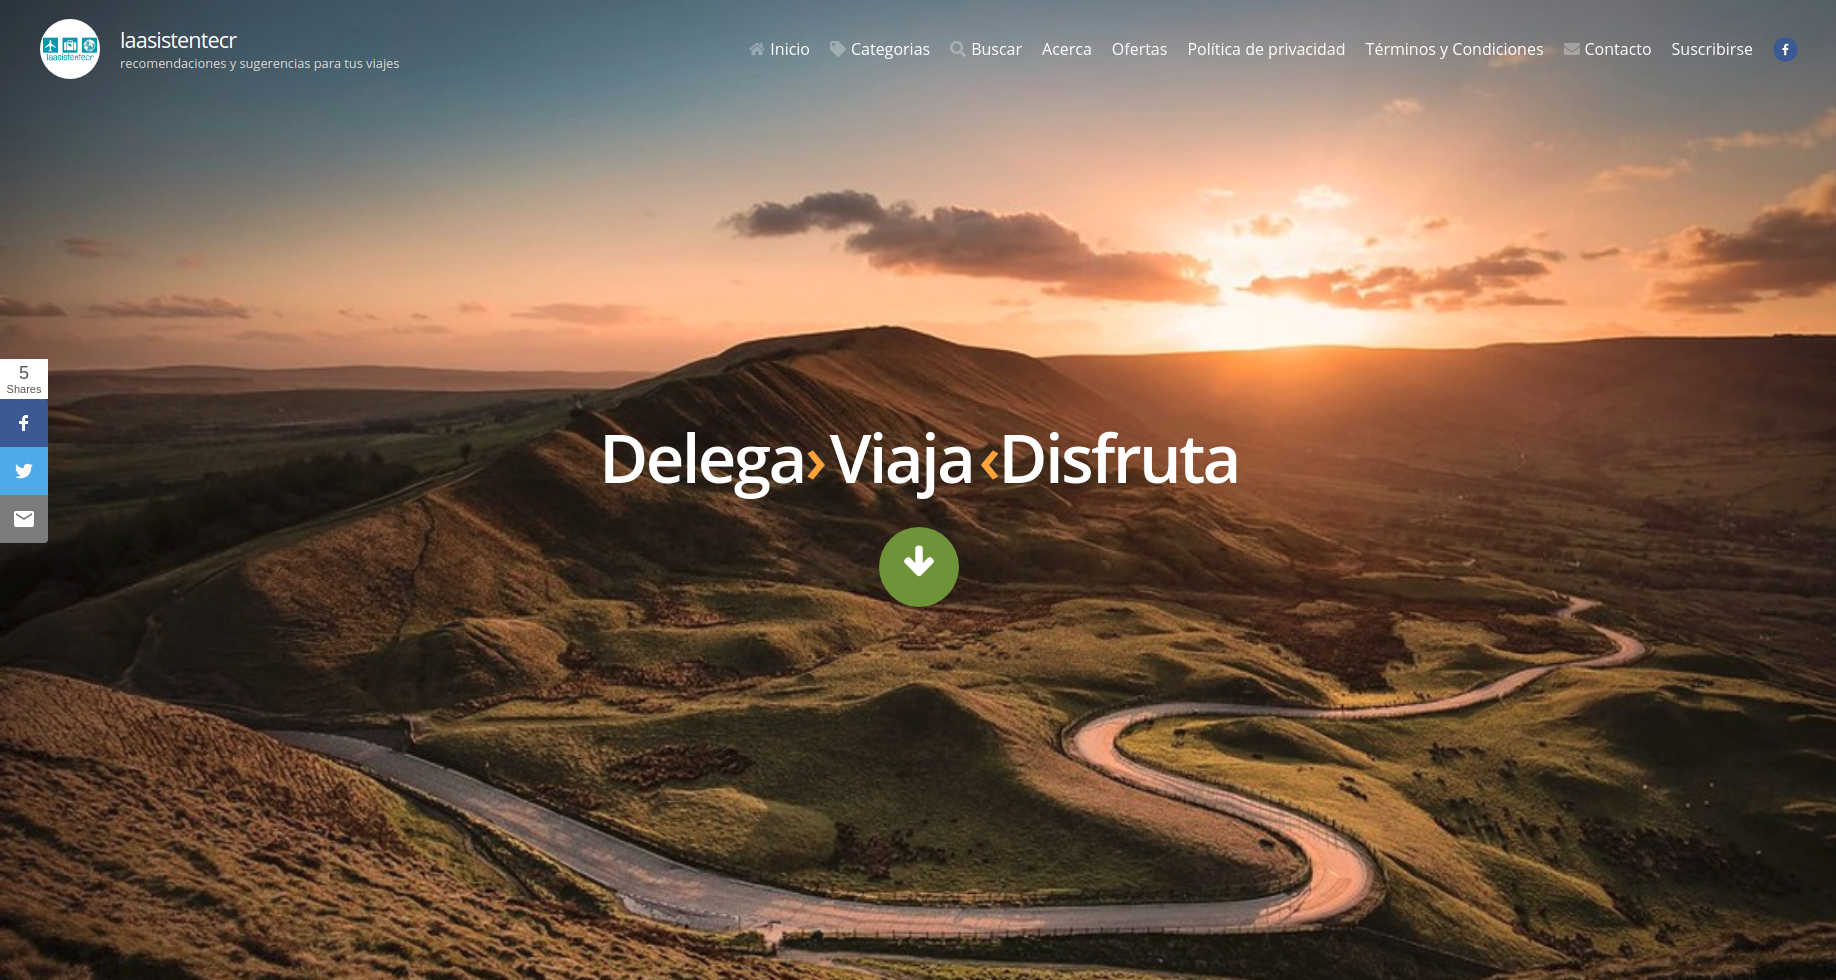 laasistentecr
laasistentecr
recomendaciones y sugerencias para tus viajes
Inicio Categorias Buscar Acerca Ofertas Política de privacidad Términos y Condiciones Contacto Suscribirse
5
Shares
Delega› Viaja ‹Disfruta